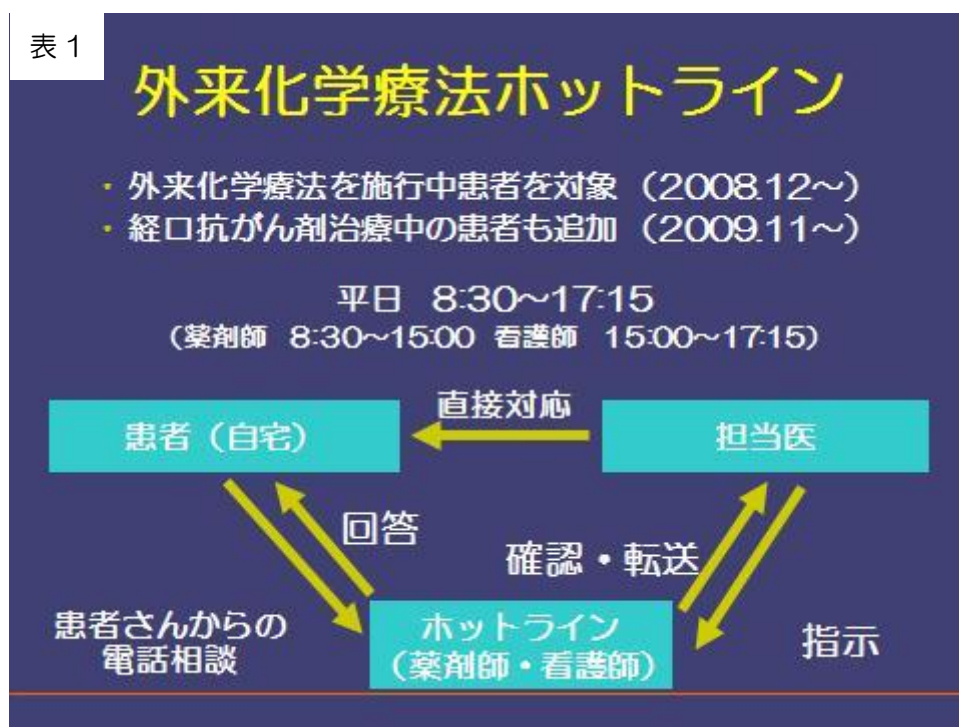 表1
外来化学療法ホットライン
・外来化学療法を施行中患者を対象（2008.12～）
・経口抗がん剤治療中の患者も追加（2009.11～）
平日 8:30～17:15
（薬剤師 8:30～15:00 看護師 15:00～17:15）
直接対応
患者（自宅）
担当医
回答
確認・転送
患者さんからの
電話相談
ホットライン
（薬剤師・看護師）
指示